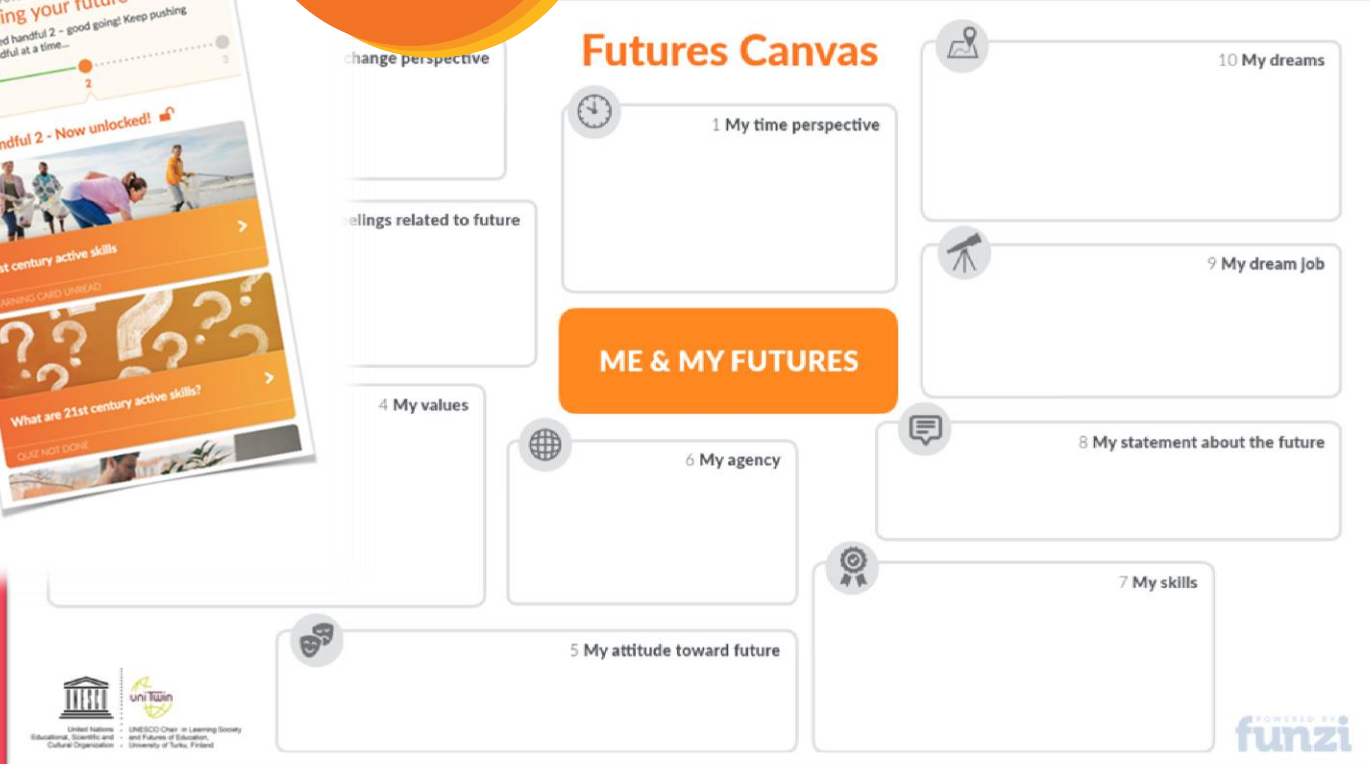 ing your future
ed handful 2 – good going! Keep pushing
dful at a time...
2
3
ndful 2 - Now unlocked!
st century active skills
ARNING CARD UNREAD
What are 21st century active skills?
QUIZ NOT DONE
change perspective
elings related to future
4 My values
Futures Canvas
1 My time perspective
ME & MY FUTURES
6 My agency
5 My attitude toward future
10 My dreams
9 My dream job
8 My statement about the future
7 My skills
UNESCO
United Nations
Educational, Scientific and
Cultural Organization
uniTwin
UNESCO Chair in Learning Society
and Futures of Education,
University of Turku, Finland
POWERED BY
funzi